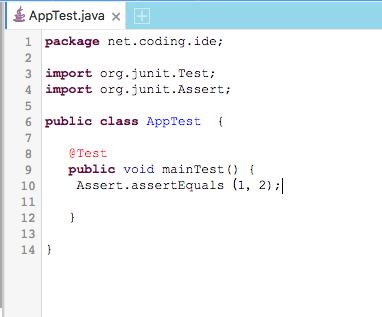 AppTest.java ×
1 package net.coding.ide;
2
3 import org.junit.Test;
4 import org.junit.Assert;
5
6 public class AppTest  {
7
8    @Test
9    public void mainTest() {
10     Assert.assertEquals (1, 2);
11
12    }
13
14 }